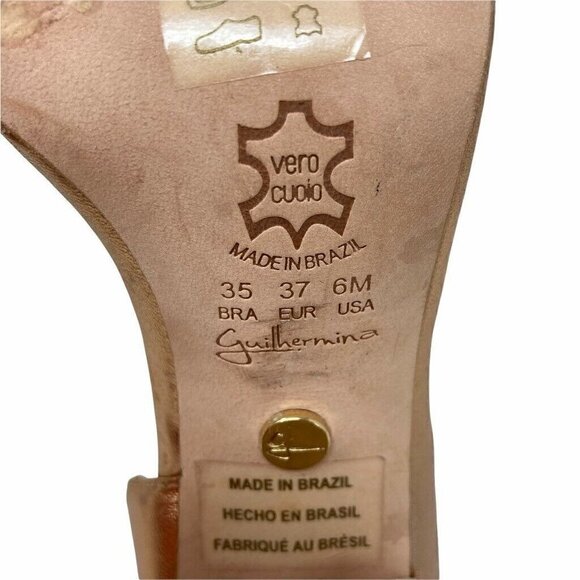 vero
cuoio
MADE IN BRAZIL
35 37 6M
BRA EUR USA
Guilhermina
MADE IN BRAZIL
HECHO EN BRASIL
FABRIQUÉ AU BRÉSIL